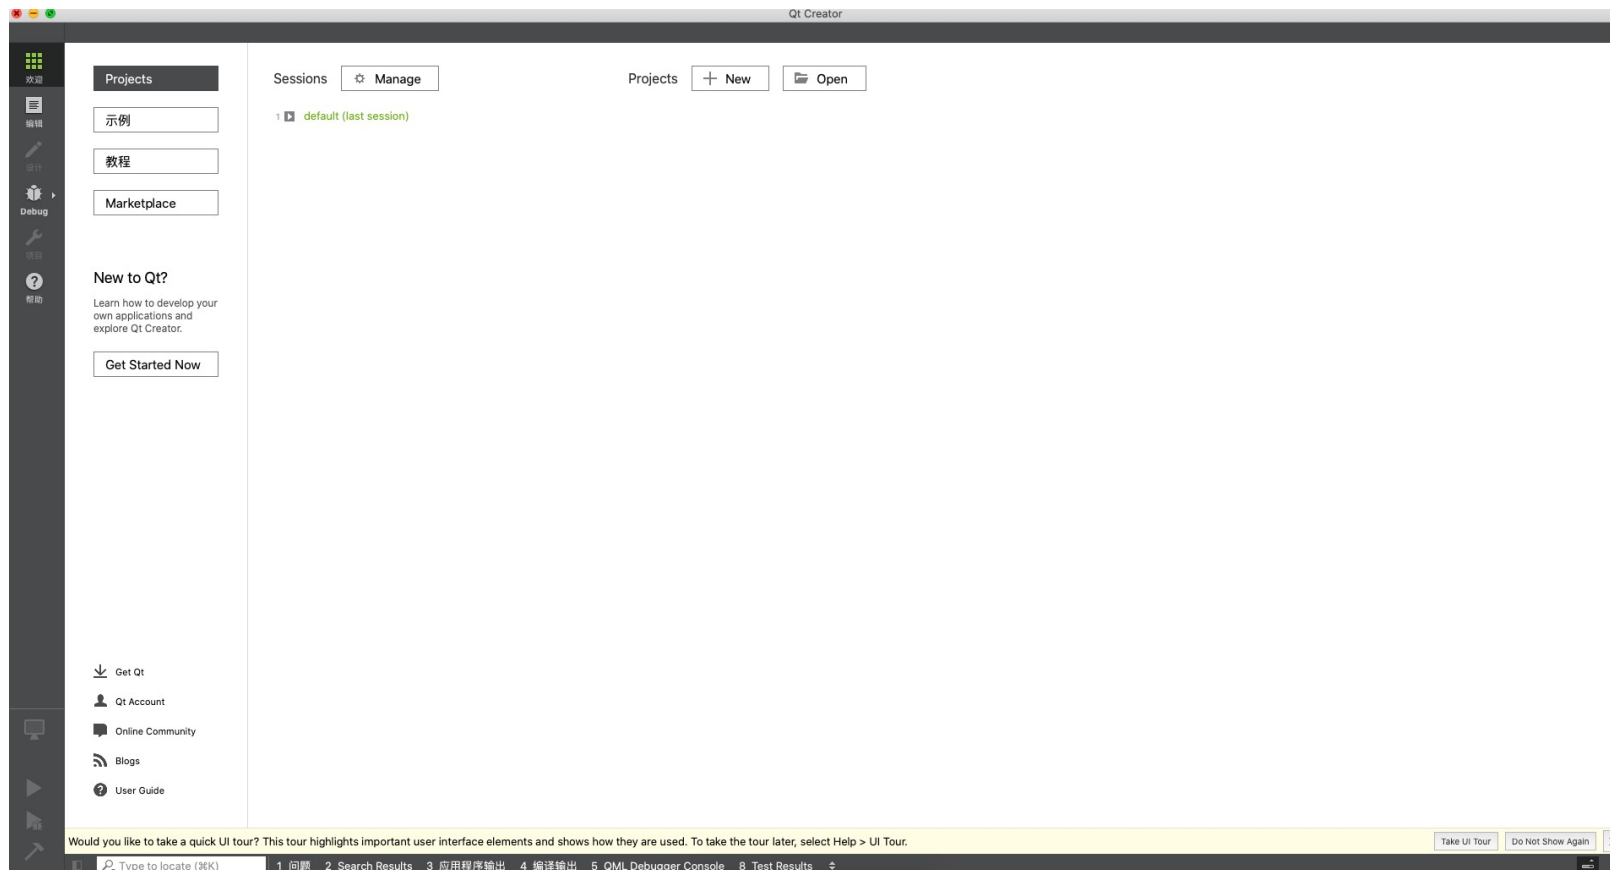 Qt Creator
欢迎
编辑
设计
Debug
项目
帮助
Projects
示例
教程
Marketplace
New to Qt?
Learn how to develop your
own applications and
explore Qt Creator.
Get Started Now
Get Qt
Qt Account
Online Community
Blogs
User Guide
Sessions Manage
Projects New Open
1 default (last session)
Would you like to take a quick UI tour? This tour highlights important user interface elements and shows how they are used. To take the tour later, select Help > UI Tour. Take UI Tour Do Not Show Again
Type to locate (⌘K) 1 问题 2 Search Results 3 应用程序输出 4 编译输出 5 QML Debugger Console 8 Test Results